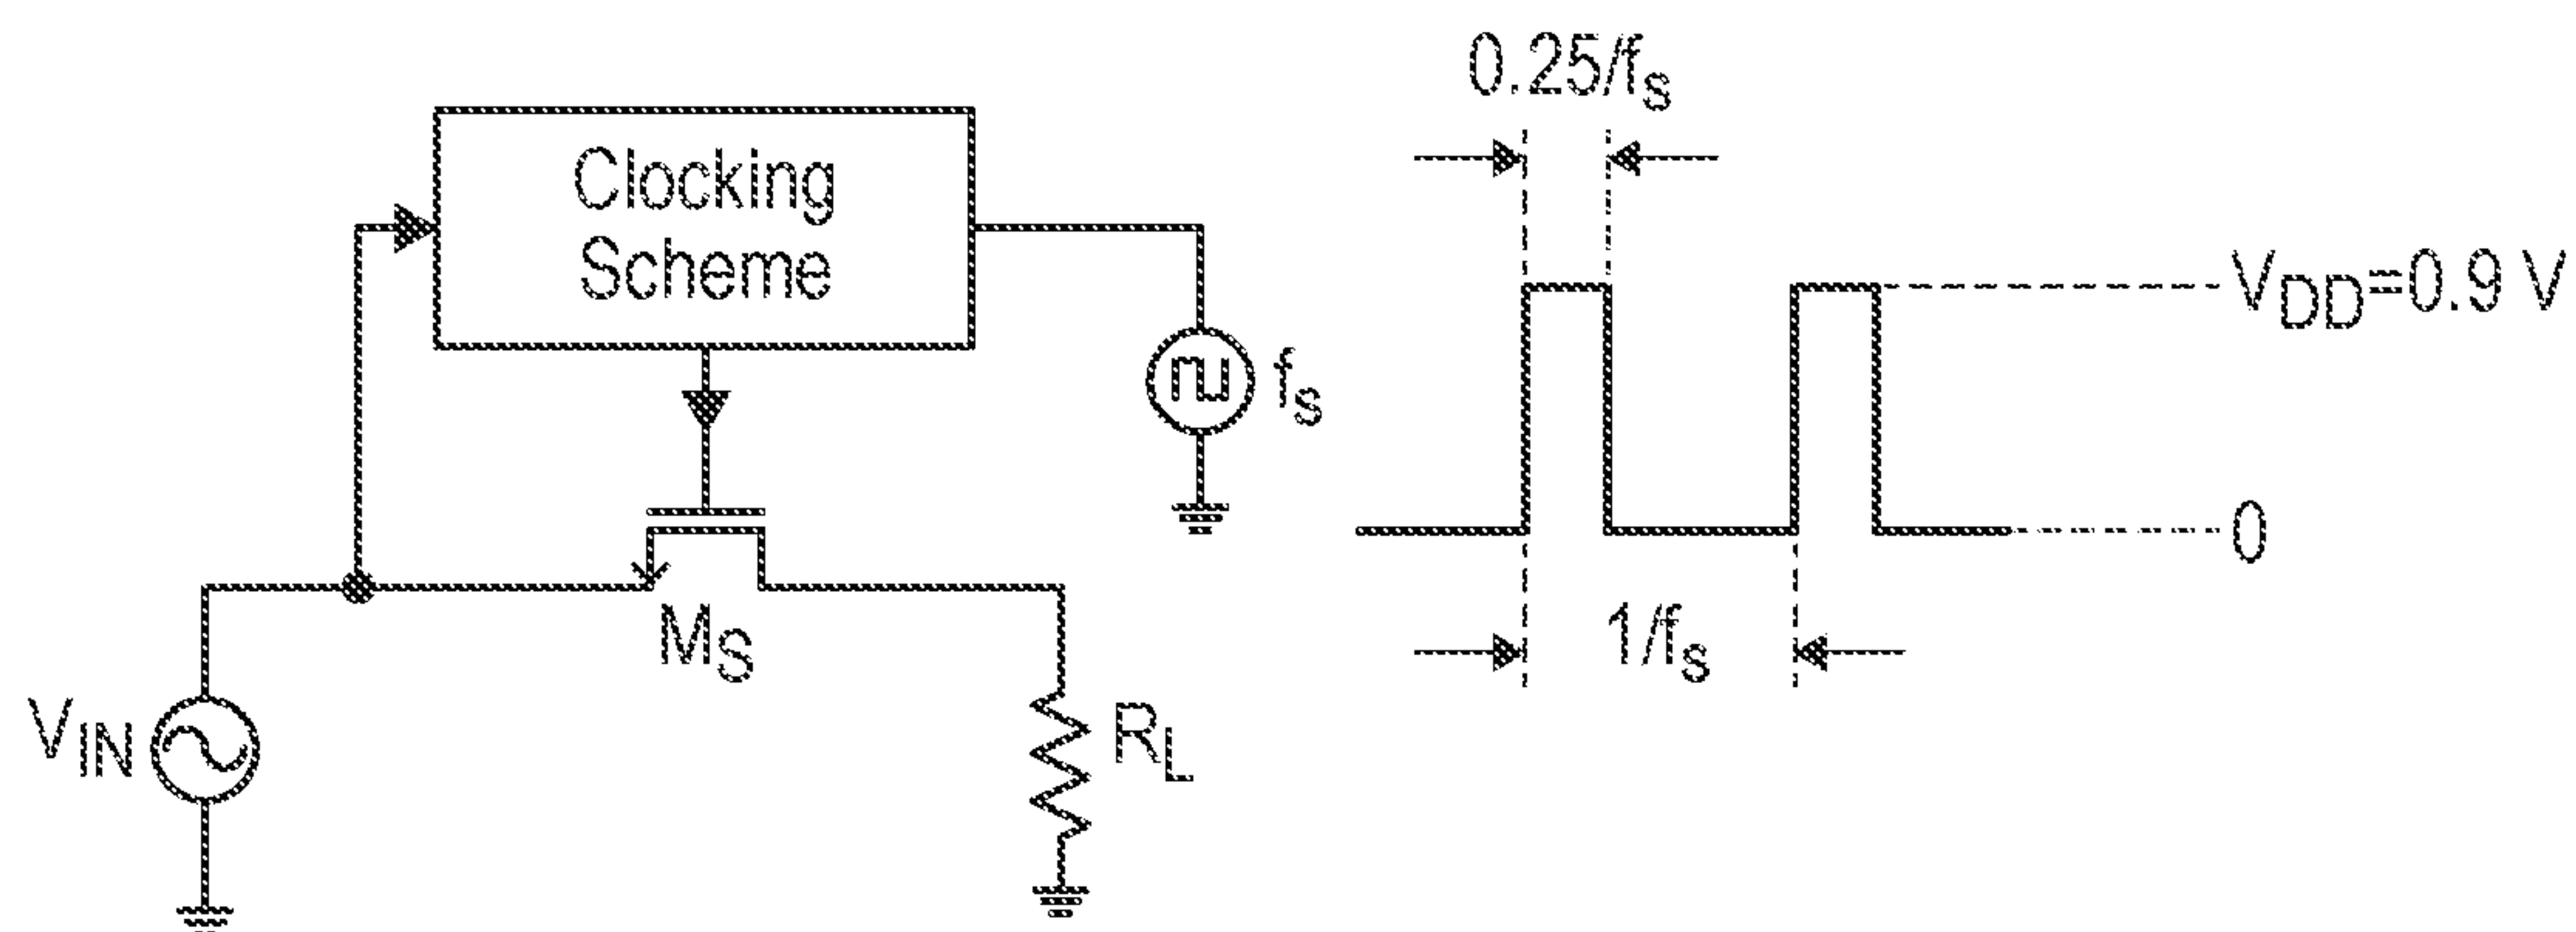 Clocking
Scheme
fs
MS
VIN
RL
0.25/fs
VDD=0.9 V
0
1/fs